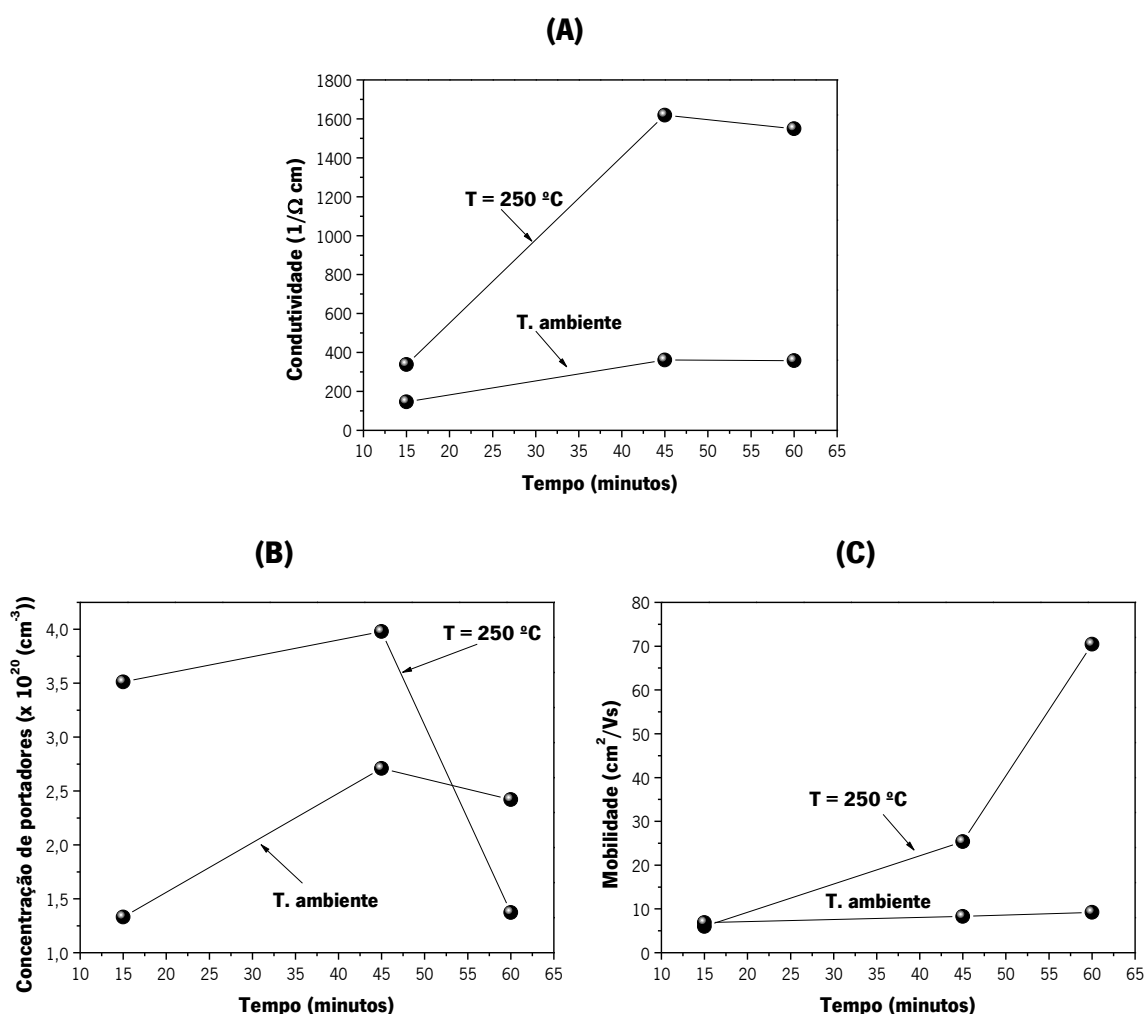 (A)
1800
1600
1400
1200
1000
800
600
400
200
0
Condutividade (1/Ω cm)
T = 250 ºC
T. ambiente
10 15 20 25 30 35 40 45 50 55 60 65
Tempo (minutos)
(B)
4,0
3,5
3,0
2,5
2,0
1,5
1,0
Concentração de portadores (x 10²⁰ (cm⁻³))
T = 250 ºC
T. ambiente
10 15 20 25 30 35 40 45 50 55 60 65
Tempo (minutos)
(C)
80
70
60
50
40
30
20
10
0
Mobilidade (cm²/Vs)
T = 250 ºC
T. ambiente
10 15 20 25 30 35 40 45 50 55 60 65
Tempo (minutos)